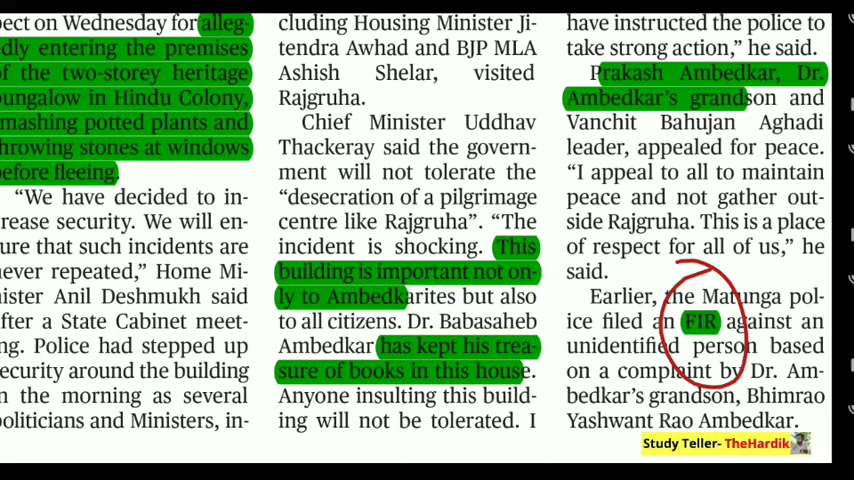 ect on Wednesday for alleg-
dly entering the premises
f the two-storey heritage
ungalow in Hindu Colony,
mashing potted plants and
hrowing stones at windows
efore fleeing.
“We have decided to in-
rease security. We will en-
ure that such incidents are
ever repeated,” Home Mi-
ister Anil Deshmukh said
fter a State Cabinet meet-
ng. Police had stepped up
ecurity around the building
n the morning as several
oliticians and Ministers, in-
cluding Housing Minister Ji-
tendra Awhad and BJP MLA
Ashish Shelar, visited
Rajgruha.
Chief Minister Uddhav
Thackeray said the govern-
ment will not tolerate the
“desecration of a pilgrimage
centre like Rajgruha”. “The
incident is shocking. This
building is important not on-
ly to Ambedkarites but also
to all citizens. Dr. Babasaheb
Ambedkar has kept his trea-
sure of books in this house.
Anyone insulting this build-
ing will not be tolerated. I
have instructed the police to
take strong action,” he said.
Prakash Ambedkar, Dr.
Ambedkar’s grandson and
Vanchit Bahujan Aghadi
leader, appealed for peace.
“I appeal to all to maintain
peace and not gather out-
side Rajgruha. This is a place
of respect for all of us,” he
said.
Earlier, the Matunga pol-
ice filed an FIR against an
unidentified person based
on a complaint by Dr. Am-
bedkar’s grandson, Bhimrao
Yashwant Rao Ambedkar.
Study Teller- TheHardik